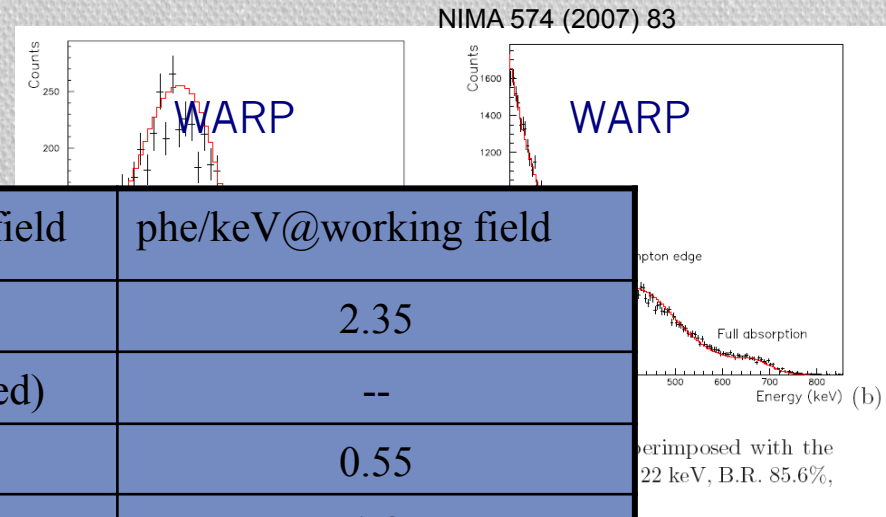 NIMA 574 (2007) 83
Counts
250
200
WARP
Counts
1600
1400
1200
WARP
field
phe/keV@working field
2.35
ed)
--
0.55
mpton edge
Full absorption
500
600
700
800
Energy (keV)
(b)
perimposed with the
22 keV, B.R. 85.6%,